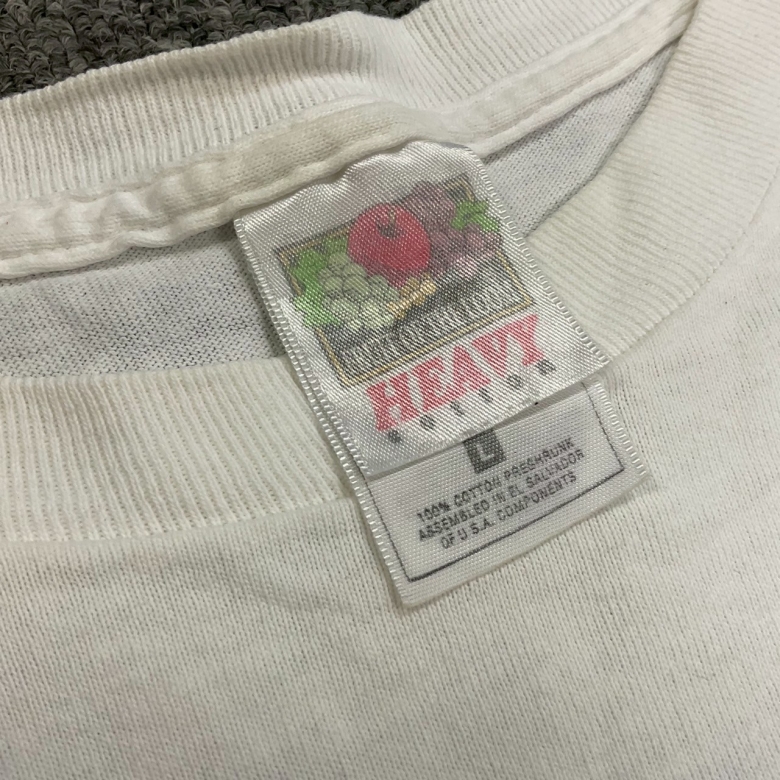 FRUIT OF THE LOOM
HEAVY
COTTON
L
100% COTTON PRESHRUNK
ASSEMBLED IN EL SALVADOR
OF U.S.A. COMPONENTS